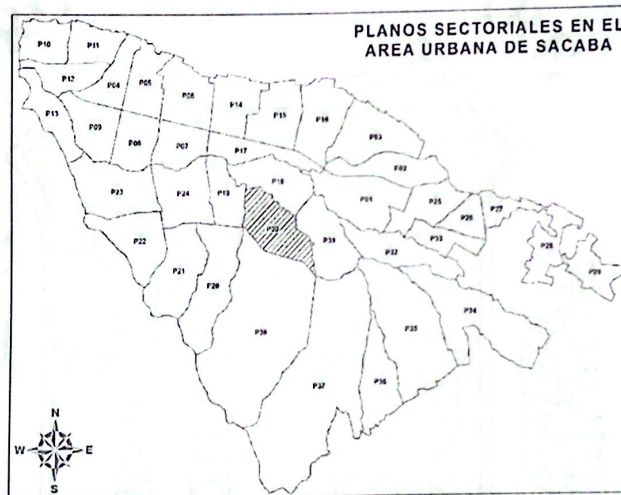 PLANOS SECTORIALES EN EL
AREA URBANA DE SACABA
P10
P11
P12
P04
P05
P08
P14
P15
P16
P03
P13
P09
P06
P07
P17
P02
P23
P24
P19
P18
P01
P25
P26
P27
P22
P21
P20
P30
P31
P32
P33
P28
P29
P34
P38
P35
P37
P36
N
W
E
S